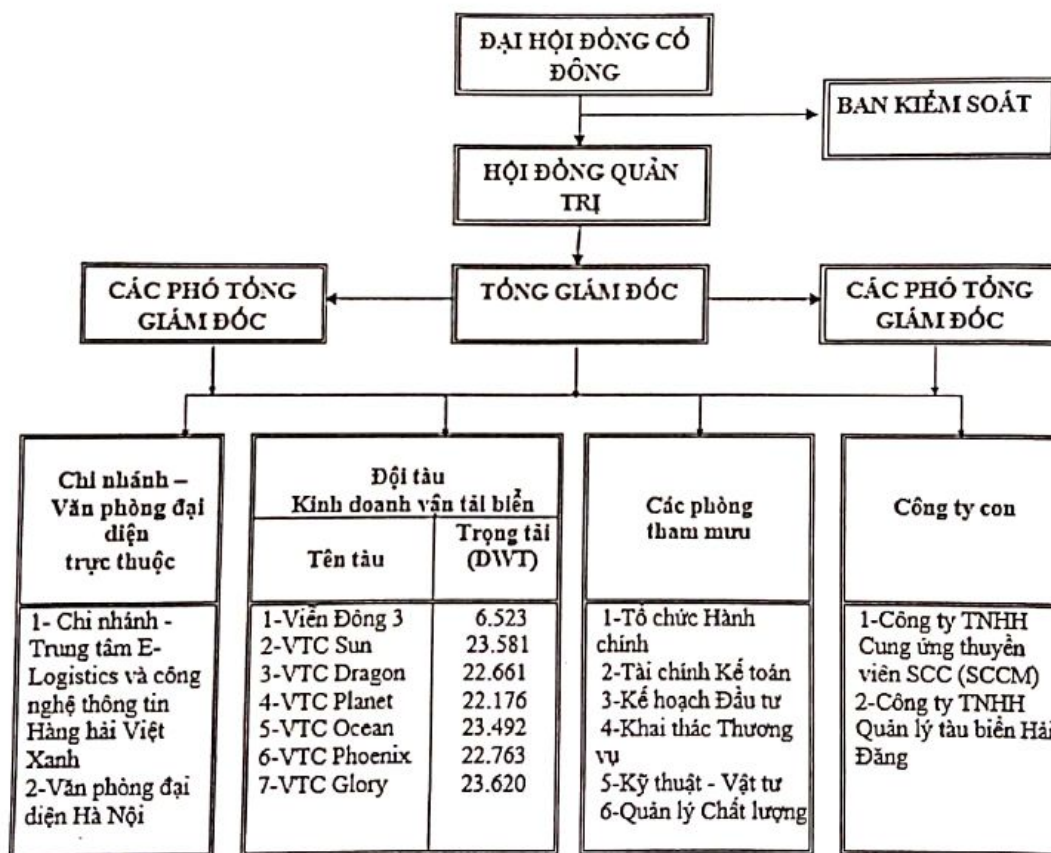 ĐẠI HỘI ĐỒNG CỔ
ĐÔNG
BAN KIỂM SOÁT
HỘI ĐỒNG QUẢN
TRỊ
CÁC PHÓ TỔNG
GIÁM ĐỐC
TỔNG GIÁM ĐỐC
CÁC PHÓ TỔNG
GIÁM ĐỐC
Chi nhánh –
Văn phòng đại
diện
trực thuộc
1- Chi nhánh -
Trung tâm E-
Logistics và công
nghệ thông tin
Hàng hải Việt
Xanh
2-Văn phòng đại
diện Hà Nội
Đội tàu
Kinh doanh vận tải biển
Tên tàu
Trọng tải
(DWT)
1-Viễn Đông 3 6.523
2-VTC Sun 23.581
3-VTC Dragon 22.661
4-VTC Planet 22.176
5-VTC Ocean 23.492
6-VTC Phoenix 22.763
7-VTC Glory 23.620
Các phòng
tham mưu
1-Tổ chức Hành
chính
2-Tài chính Kế toán
3-Kế hoạch Đầu tư
4-Khai thác Thương
vụ
5-Kỹ thuật - Vật tư
6-Quản lý Chất lượng
Công ty con
1-Công ty TNHH
Cung ứng thuyền
viên SCC (SCCM)
2-Công ty TNHH
Quản lý tàu biển Hải
Đăng